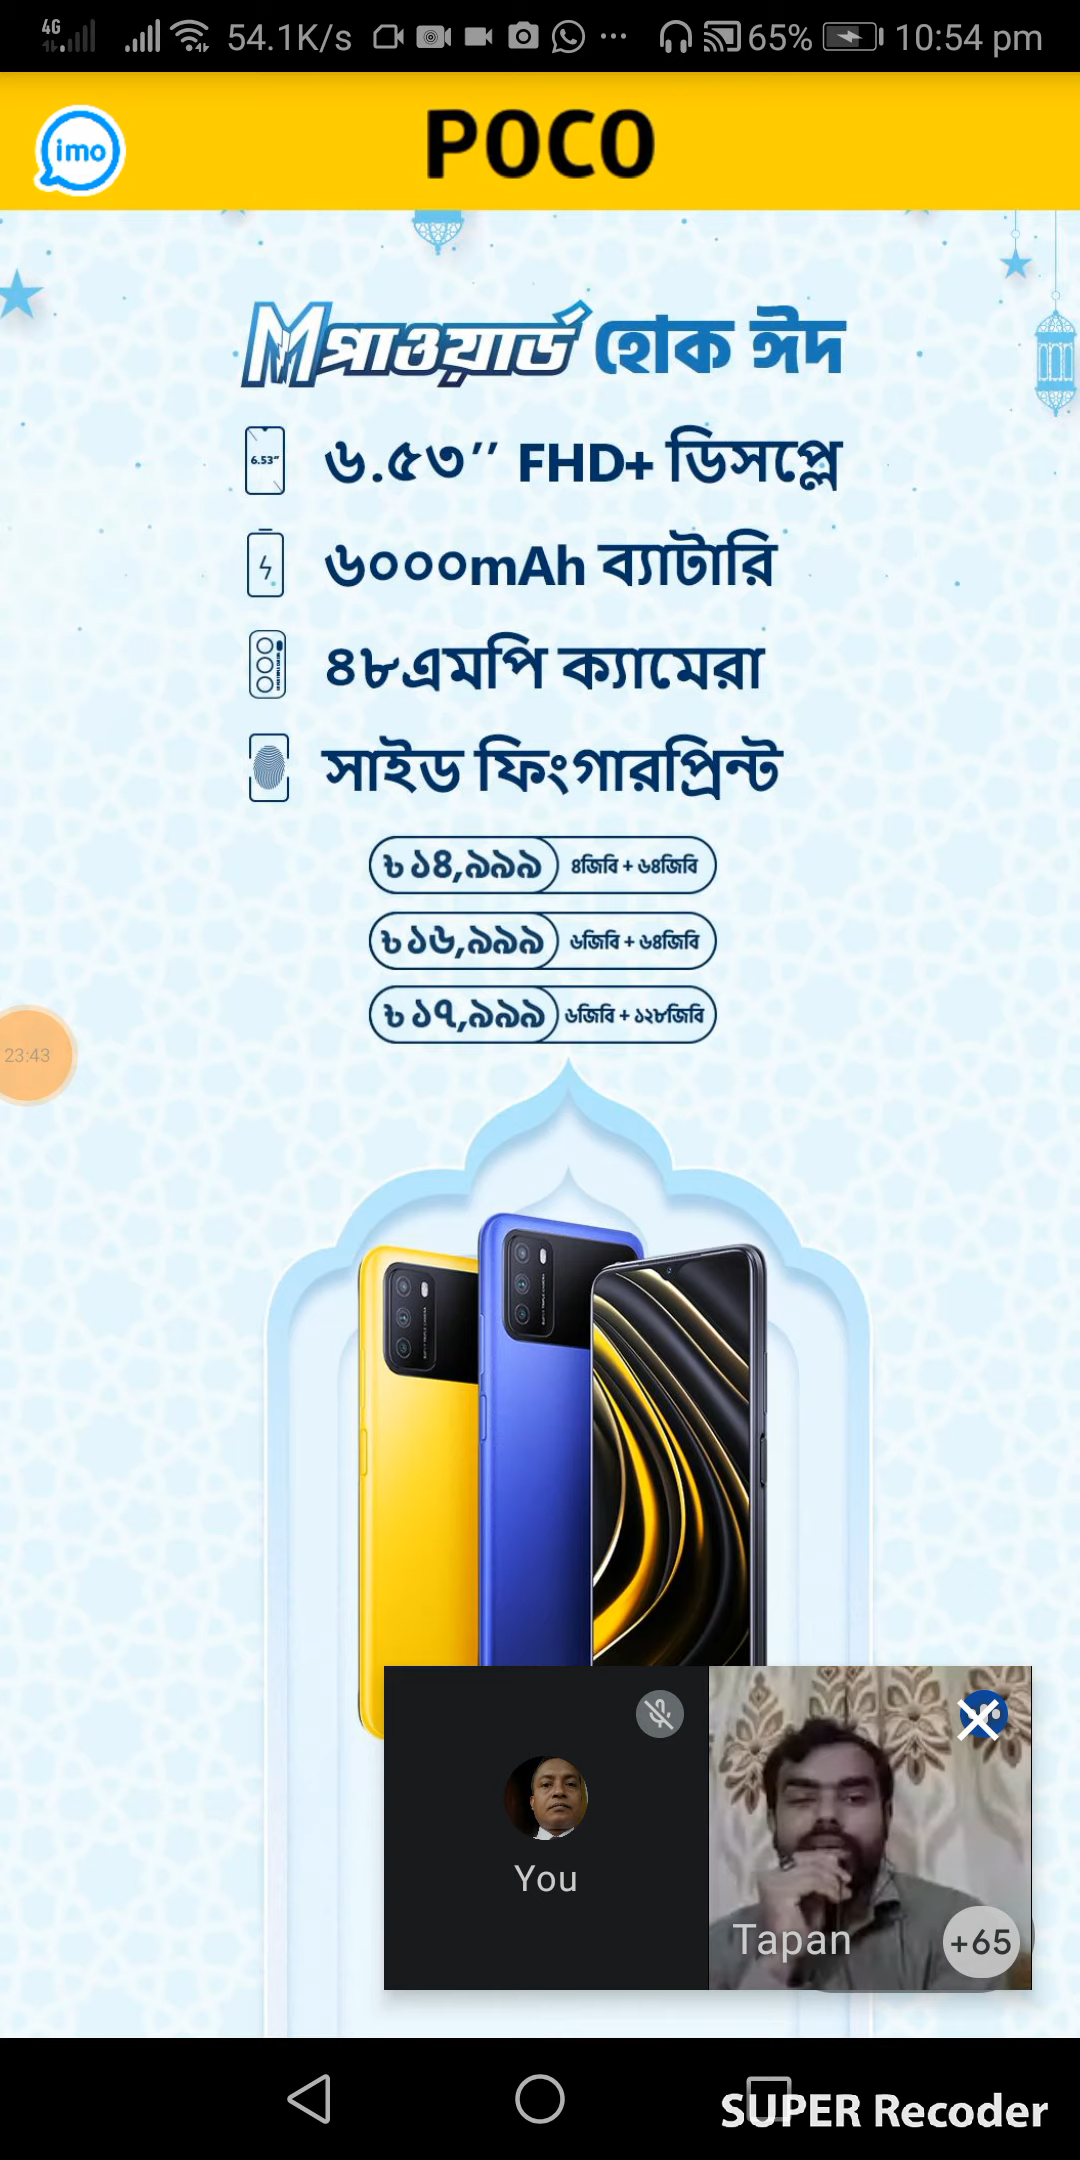 4G 54.1K/s 65% 10:54 pm
imo POCO
Mপাওয়ার্ড হোক ঈদ
6.53" ৬.৫৩'' FHD+ ডিসপ্লে
৬০০০mAh ব্যাটারি
৪৮এমপি ক্যামেরা
সাইড ফিংগারপ্রিন্ট
৳ ১৪,৯৯৯ ৪জিবি + ৬৪জিবি
৳ ১৬,৯৯৯ ৬জিবি + ৬৪জিবি
৳ ১৭,৯৯৯ ৬জিবি + ১২৮জিবি
23:43
You
Tapan +65
SUPER Recoder